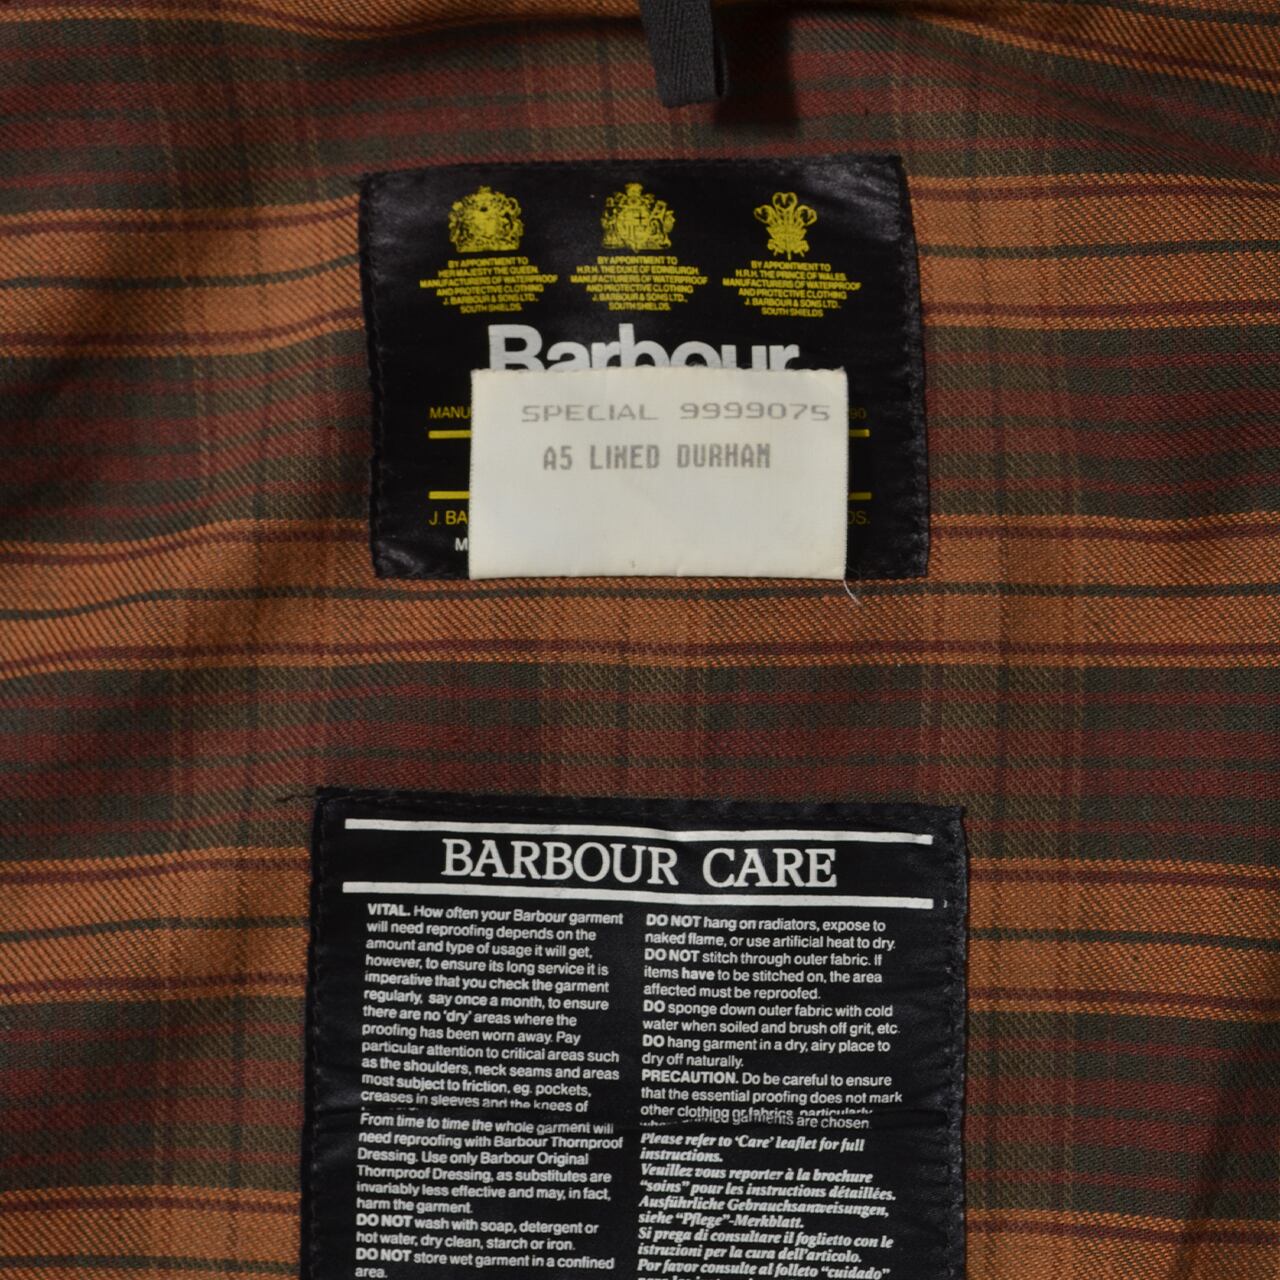 BY APPOINTMENT TO
HER MAJESTY THE QUEEN
MANUFACTURERS OF WATERPROOF
AND PROTECTIVE CLOTHING
J. BARBOUR & SONS LTD.,
SOUTH SHIELDS.
BY APPOINTMENT TO
H.R.H. THE DUKE OF EDINBURGH,
MANUFACTURERS OF WATERPROOF
AND PROTECTIVE CLOTHING
J. BARBOUR & SONS LTD.,
SOUTH SHIELDS.
BY APPOINTMENT TO
H.R.H. THE PRINCE OF WALES,
MANUFACTURERS OF WATERPROOF
AND PROTECTIVE CLOTHING
J. BARBOUR & SONS LTD.,
SOUTH SHIELDS
Barbour
MANU 90
SPECIAL 9999075
A5 LINED DURHAM
J. BA DS.
M
BARBOUR CARE
VITAL. How often your Barbour garment
will need reproofing depends on the
amount and type of usage it will get,
however, to ensure its long service it is
imperative that you check the garment
regularly, say once a month, to ensure
there are no 'dry' areas where the
proofing has been worn away. Pay
particular attention to critical areas such
as the shoulders, neck seams and areas
most subject to friction, eg. pockets,
creases in sleeves and the knees of
From time to time the whole garment will
need reproofing with Barbour Thornproof
Dressing. Use only Barbour Original
Thornproof Dressing, as substitutes are
invariably less effective and may, in fact,
harm the garment.
DO NOT wash with soap, detergent or
hot water, dry clean, starch or iron.
DO NOT store wet garment in a confined
area.
DO NOT hang on radiators, expose to
naked flame, or use artificial heat to dry.
DO NOT stitch through outer fabric. If
items have to be stitched on, the area
affected must be reproofed.
DO sponge down outer fabric with cold
water when soiled and brush off grit, etc.
DO hang garment in a dry, airy place to
dry off naturally.
PRECAUTION. Do be careful to ensure
that the essential proofing does not mark
other clothing or fabrics, particularly
garments are chosen.
Please refer to 'Care' leaflet for full
instructions.
Veuillez vous reporter à la brochure
"soins" pour les instructions détaillées.
Ausführliche Gebrauchsanweisungen,
siehe "Pflege"-Merkblatt.
Si prega di consultare il foglietto con le
istruzioni per la cura dell'articolo.
Por favor consulte al folleto "cuidado"